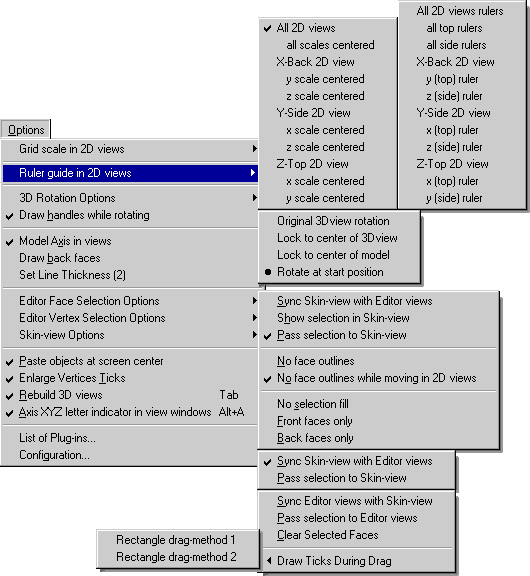 Options
Grid scale in 2D views
Ruler guide in 2D views
3D Rotation Options
Draw handles while rotating
Model Axis in views
Draw back faces
Set Line Thickness (2)
Editor Face Selection Options
Editor Vertex Selection Options
Skin-view Options
Paste objects at screen center
Enlarge Vertices Ticks
Rebuild 3D views Tab
Axis XYZ letter indicator in view windows Alt+A
List of Plug-ins...
Configuration...
All 2D views
all scales centered
X-Back 2D view
y scale centered
z scale centered
Y-Side 2D view
x scale centered
z scale centered
Z-Top 2D view
x scale centered
y scale centered
All 2D views rulers
all top rulers
all side rulers
X-Back 2D view
y (top) ruler
z (side) ruler
Y-Side 2D view
x (top) ruler
z (side) ruler
Z-Top 2D view
x (top) ruler
y (side) ruler
Original 3Dview rotation
Lock to center of 3Dview
Lock to center of model
Rotate at start position
Sync Skin-view with Editor views
Show selection in Skin-view
Pass selection to Skin-view
No face outlines
No face outlines while moving in 2D views
No selection fill
Front faces only
Back faces only
Sync Skin-view with Editor views
Pass selection to Skin-view
Sync Editor views with Skin-view
Pass selection to Editor views
Clear Selected Faces
Draw Ticks During Drag
Rectangle drag-method 1
Rectangle drag-method 2